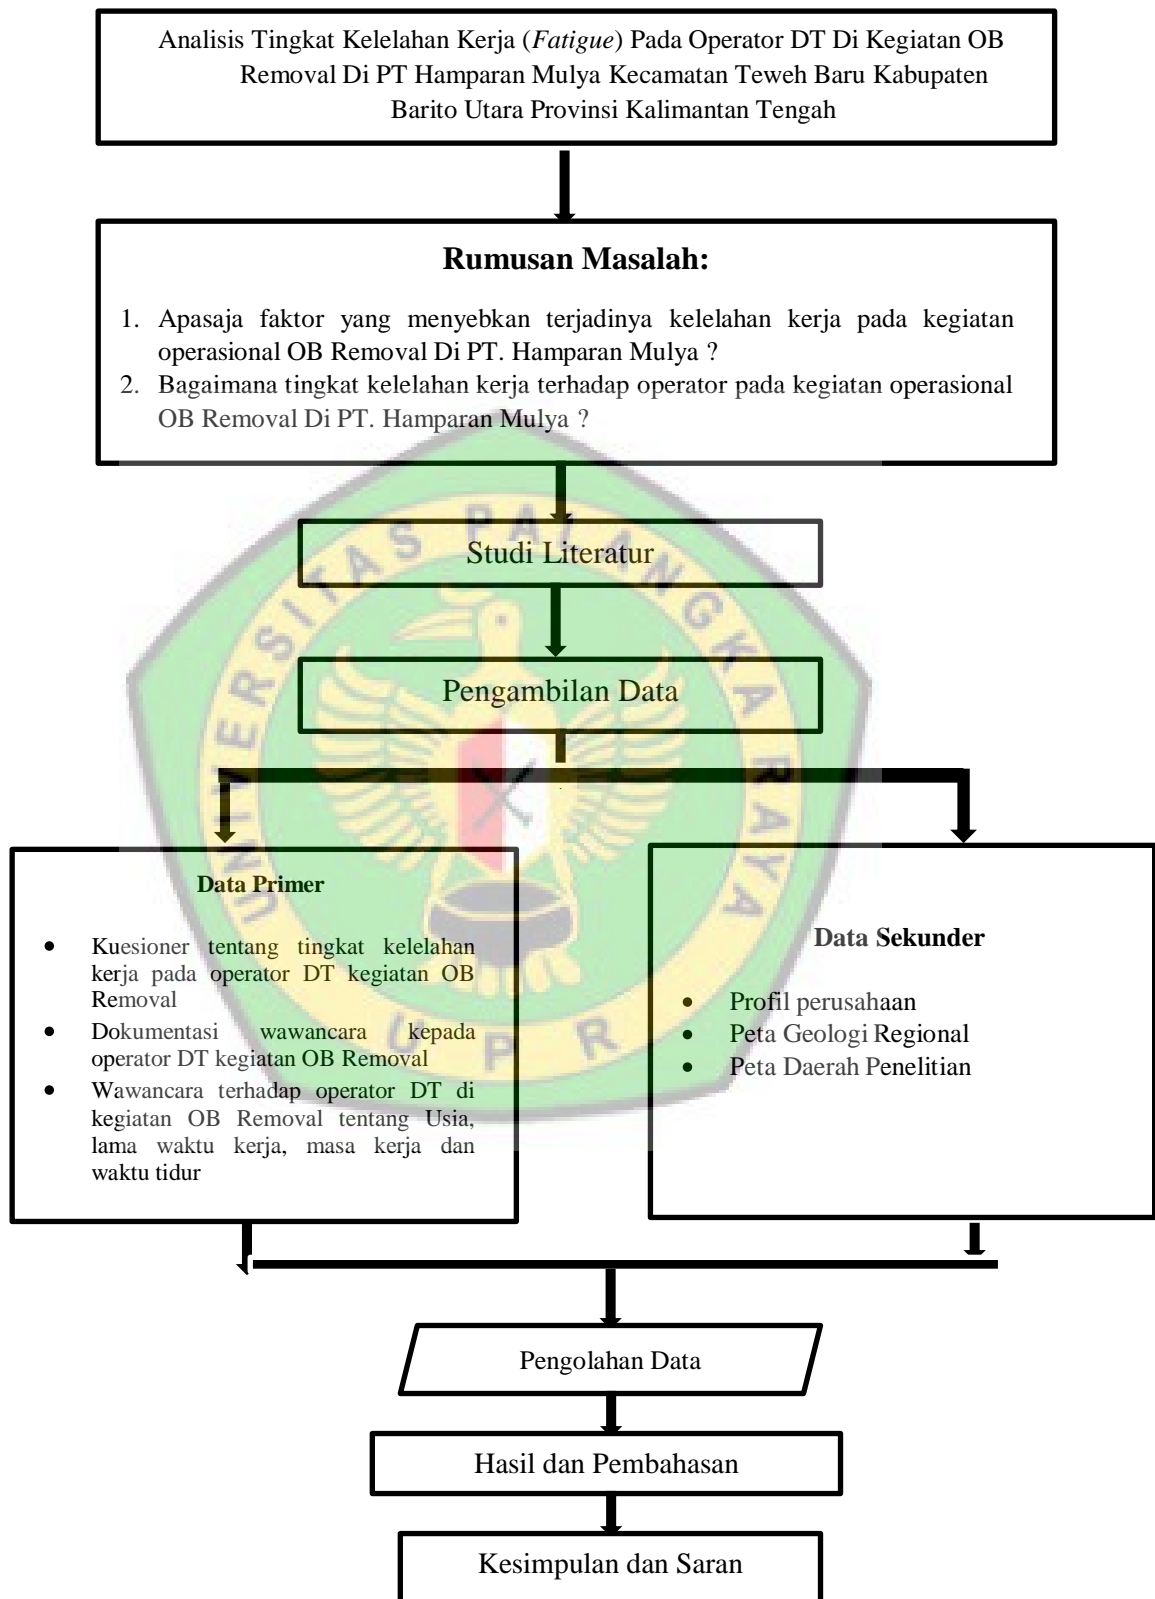 Analisis Tingkat Kelelahan Kerja (Fatigue) Pada Operator DT Di Kegiatan OB
Removal Di PT Hamparan Mulya Kecamatan Teweh Baru Kabupaten
Barito Utara Provinsi Kalimantan Tengah
Rumusan Masalah:
1. Apasaja faktor yang menyebkan terjadinya kelelahan kerja pada kegiatan
operasional OB Removal Di PT. Hamparan Mulya ?
2. Bagaimana tingkat kelelahan kerja terhadap operator pada kegiatan operasional
OB Removal Di PT. Hamparan Mulya ?
UNIVERSITAS PALANGKA RAYA
Studi Literatur
Pengambilan Data
Data Primer
• Kuesioner tentang tingkat kelelahan
kerja pada operator DT kegiatan OB
Removal
• Dokumentasi wawancara kepada
operator DT kegiatan OB Removal
• Wawancara terhadap operator DT di
kegiatan OB Removal tentang Usia,
lama waktu kerja, masa kerja dan
waktu tidur
Data Sekunder
• Profil perusahaan
• Peta Geologi Regional
• Peta Daerah Penelitian
UPR
Pengolahan Data
Hasil dan Pembahasan
Kesimpulan dan Saran